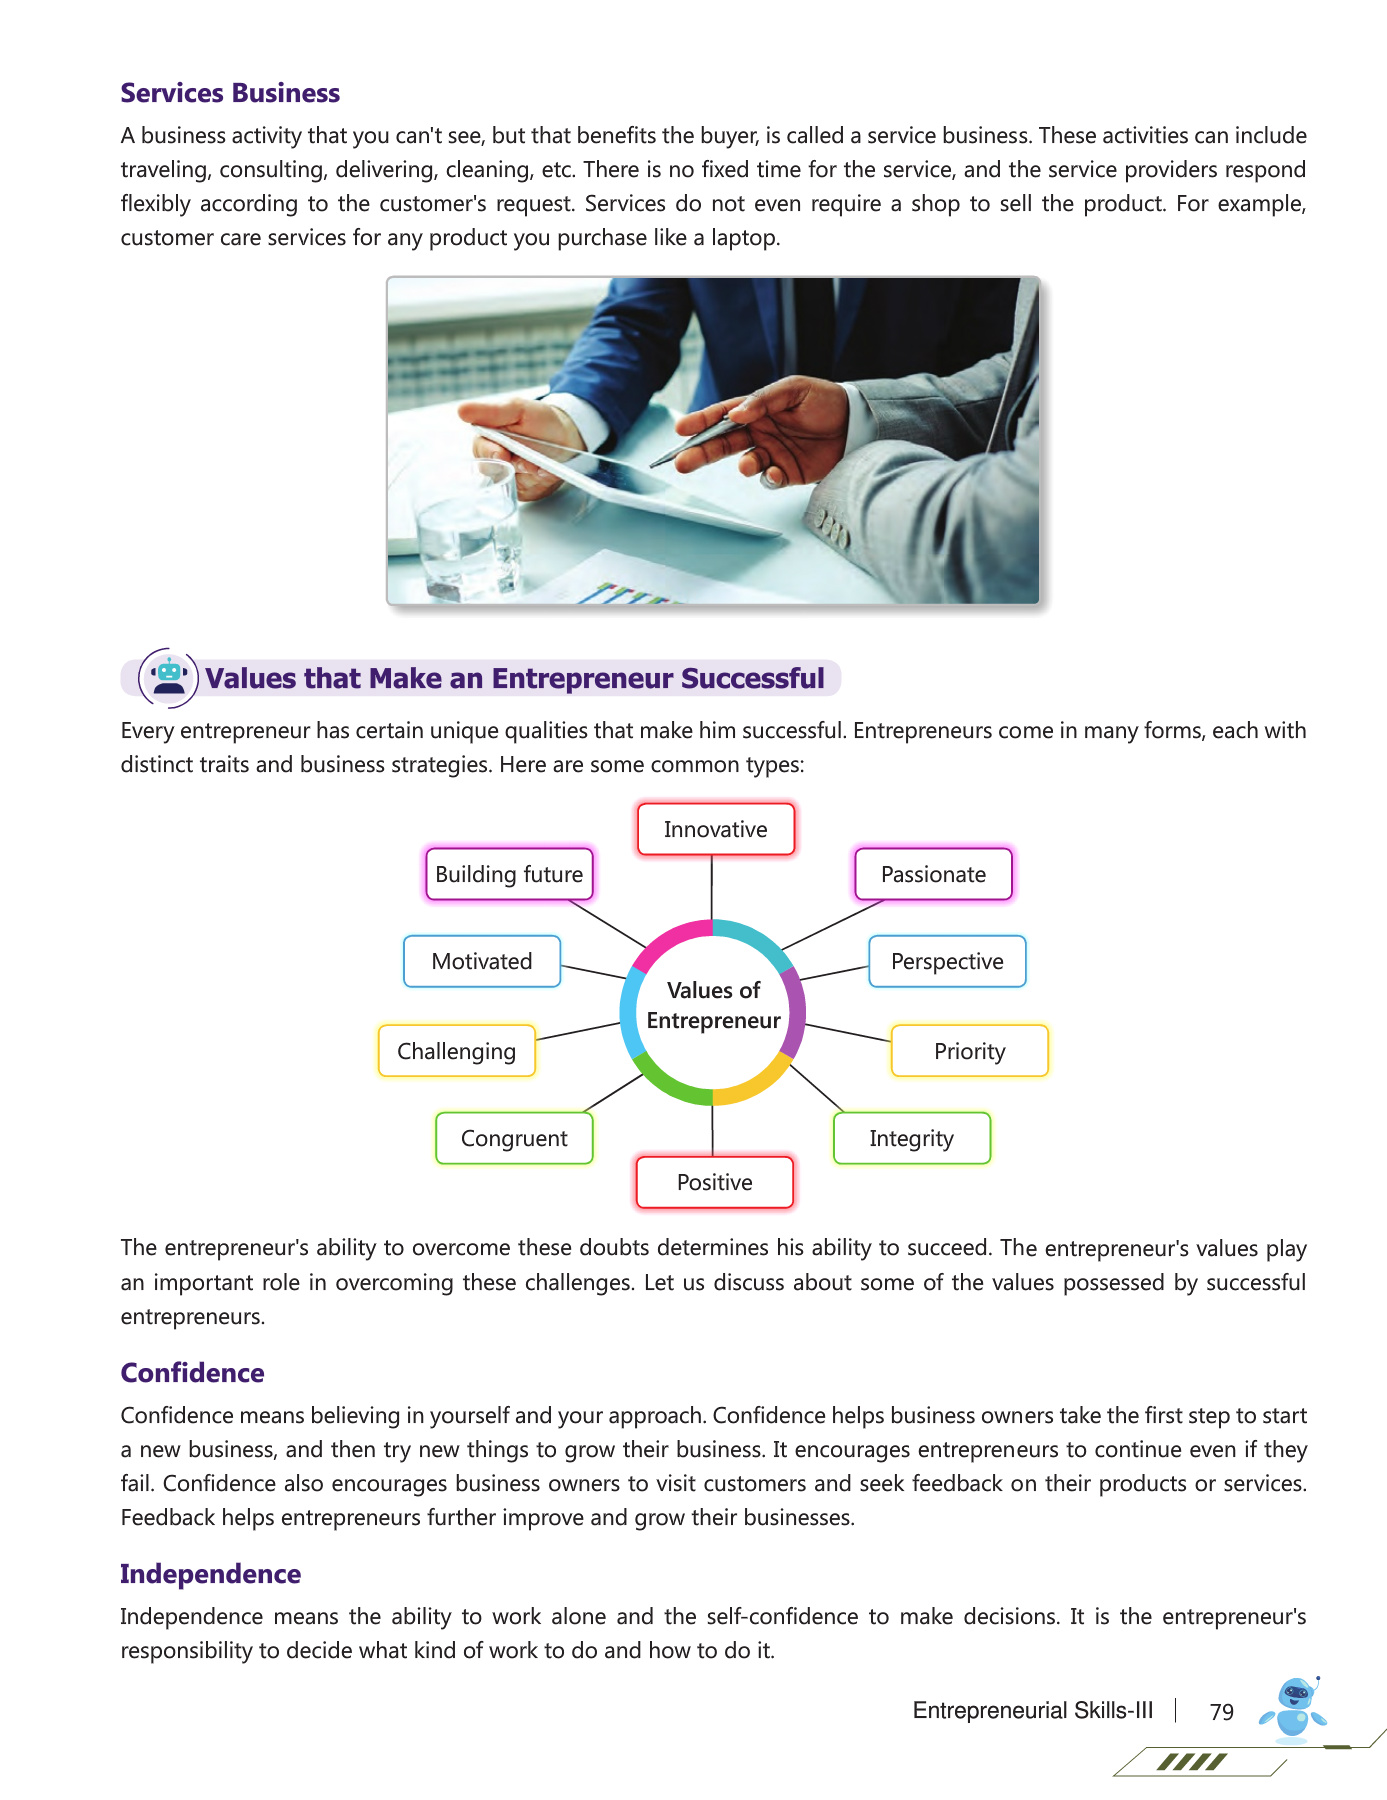 Services Business
A business activity that you can't see, but that benefits the buyer, is called a service business. These activities can include
traveling, consulting, delivering, cleaning, etc. There is no fixed time for the service, and the service providers respond
flexibly according to the customer's request. Services do not even require a shop to sell the product. For example,
customer care services for any product you purchase like a laptop.
Values that Make an Entrepreneur Successful
Every entrepreneur has certain unique qualities that make him successful. Entrepreneurs come in many forms, each with
distinct traits and business strategies. Here are some common types:
Innovative
Building future
Passionate
Motivated
Perspective
Values of
Entrepreneur
Challenging
Priority
Congruent
Integrity
Positive
The entrepreneur's ability to overcome these doubts determines his ability to succeed. The entrepreneur's values play
an important role in overcoming these challenges. Let us discuss about some of the values possessed by successful
entrepreneurs.
Confidence
Confidence means believing in yourself and your approach. Confidence helps business owners take the first step to start
a new business, and then try new things to grow their business. It encourages entrepreneurs to continue even if they
fail. Confidence also encourages business owners to visit customers and seek feedback on their products or services.
Feedback helps entrepreneurs further improve and grow their businesses.
Independence
Independence means the ability to work alone and the self-confidence to make decisions. It is the entrepreneur's
responsibility to decide what kind of work to do and how to do it.
Entrepreneurial Skills-III 79